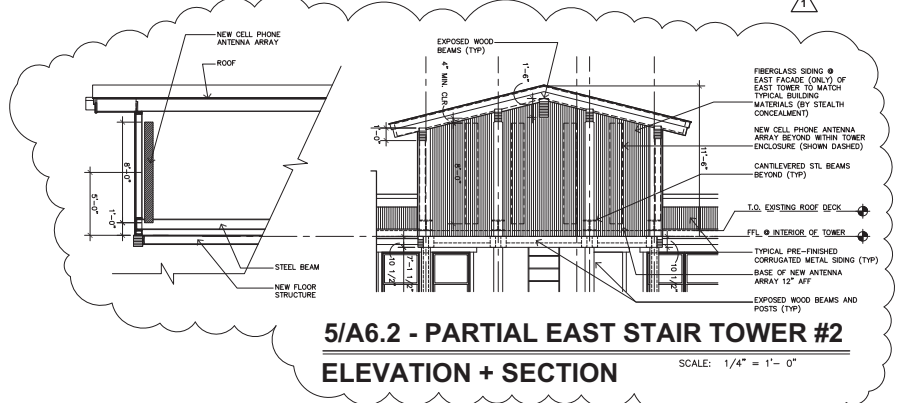 1
NEW CELL PHONE
ANTENNA ARRAY
ROOF
8'-0"
5'-0"
1'-0"
STEEL BEAM
NEW FLOOR
STRUCTURE
EXPOSED WOOD
BEAMS (TYP)
4" MIN. CLR.
1'-6"
1'-0"
8'-0"
11'-6"
10 1/2"
7'-1 1/2"
10 1/2"
FIBERGLASS SIDING @
EAST FACADE (ONLY) OF
EAST TOWER TO MATCH
TYPICAL BUILDING
MATERIALS (BY STEALTH
CONCEALMENT)
NEW CELL PHONE ANTENNA
ARRAY BEYOND WITHIN TOWER
ENCLOSURE (SHOWN DASHED)
CANTILEVERED STL BEAMS
BEYOND (TYP)
T.O. EXISTING ROOF DECK
FFL @ INTERIOR OF TOWER
TYPICAL PRE-FINISHED
CORRUGATED METAL SIDING (TYP)
BASE OF NEW ANTENNA
ARRAY 12" AFF
EXPOSED WOOD BEAMS AND
POSTS (TYP)
5/A6.2 - PARTIAL EAST STAIR TOWER #2
ELEVATION + SECTION
SCALE: 1/4" = 1'- 0"